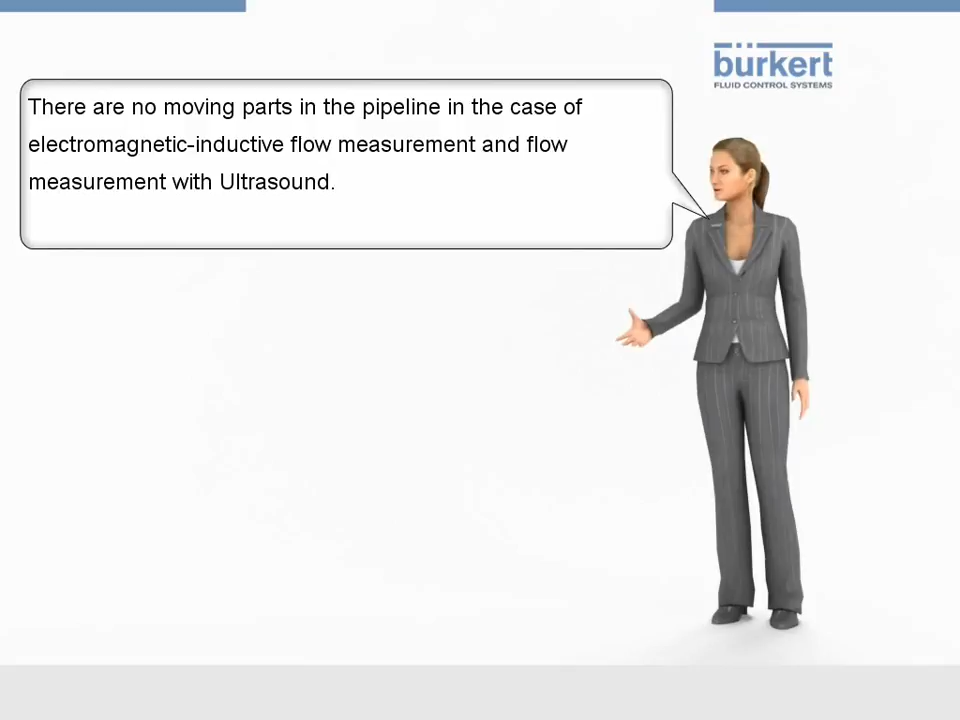 bürkert
FLUID CONTROL SYSTEMS
There are no moving parts in the pipeline in the case of
electromagnetic-inductive flow measurement and flow
measurement with Ultrasound.